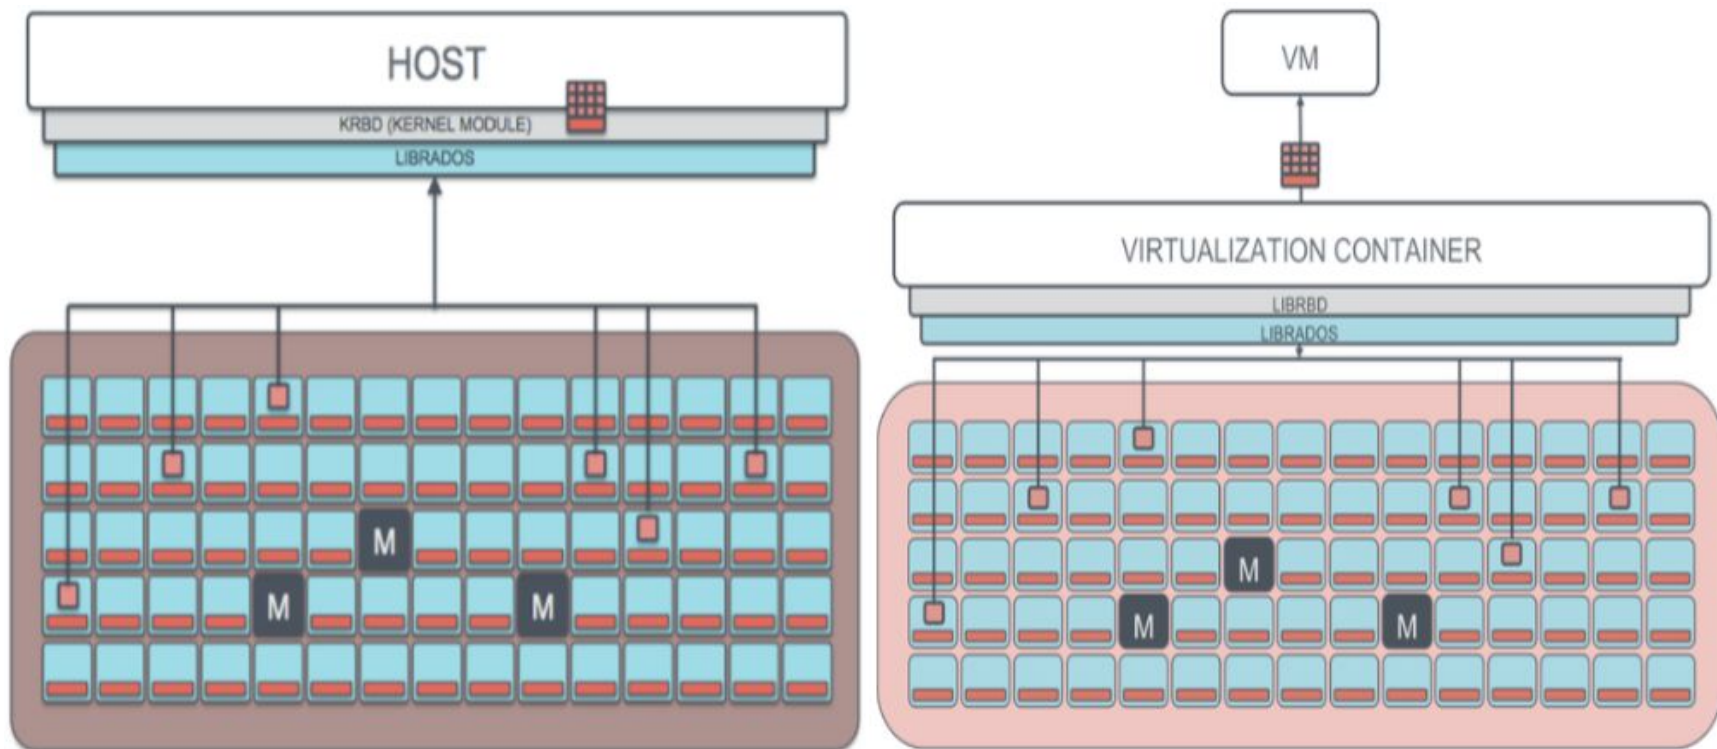 HOST
KRBD (KERNEL MODULE)
LIBRADOS
M
M
M
VM
VIRTUALIZATION CONTAINER
LIBRBD
LIBRADOS
M
M
M